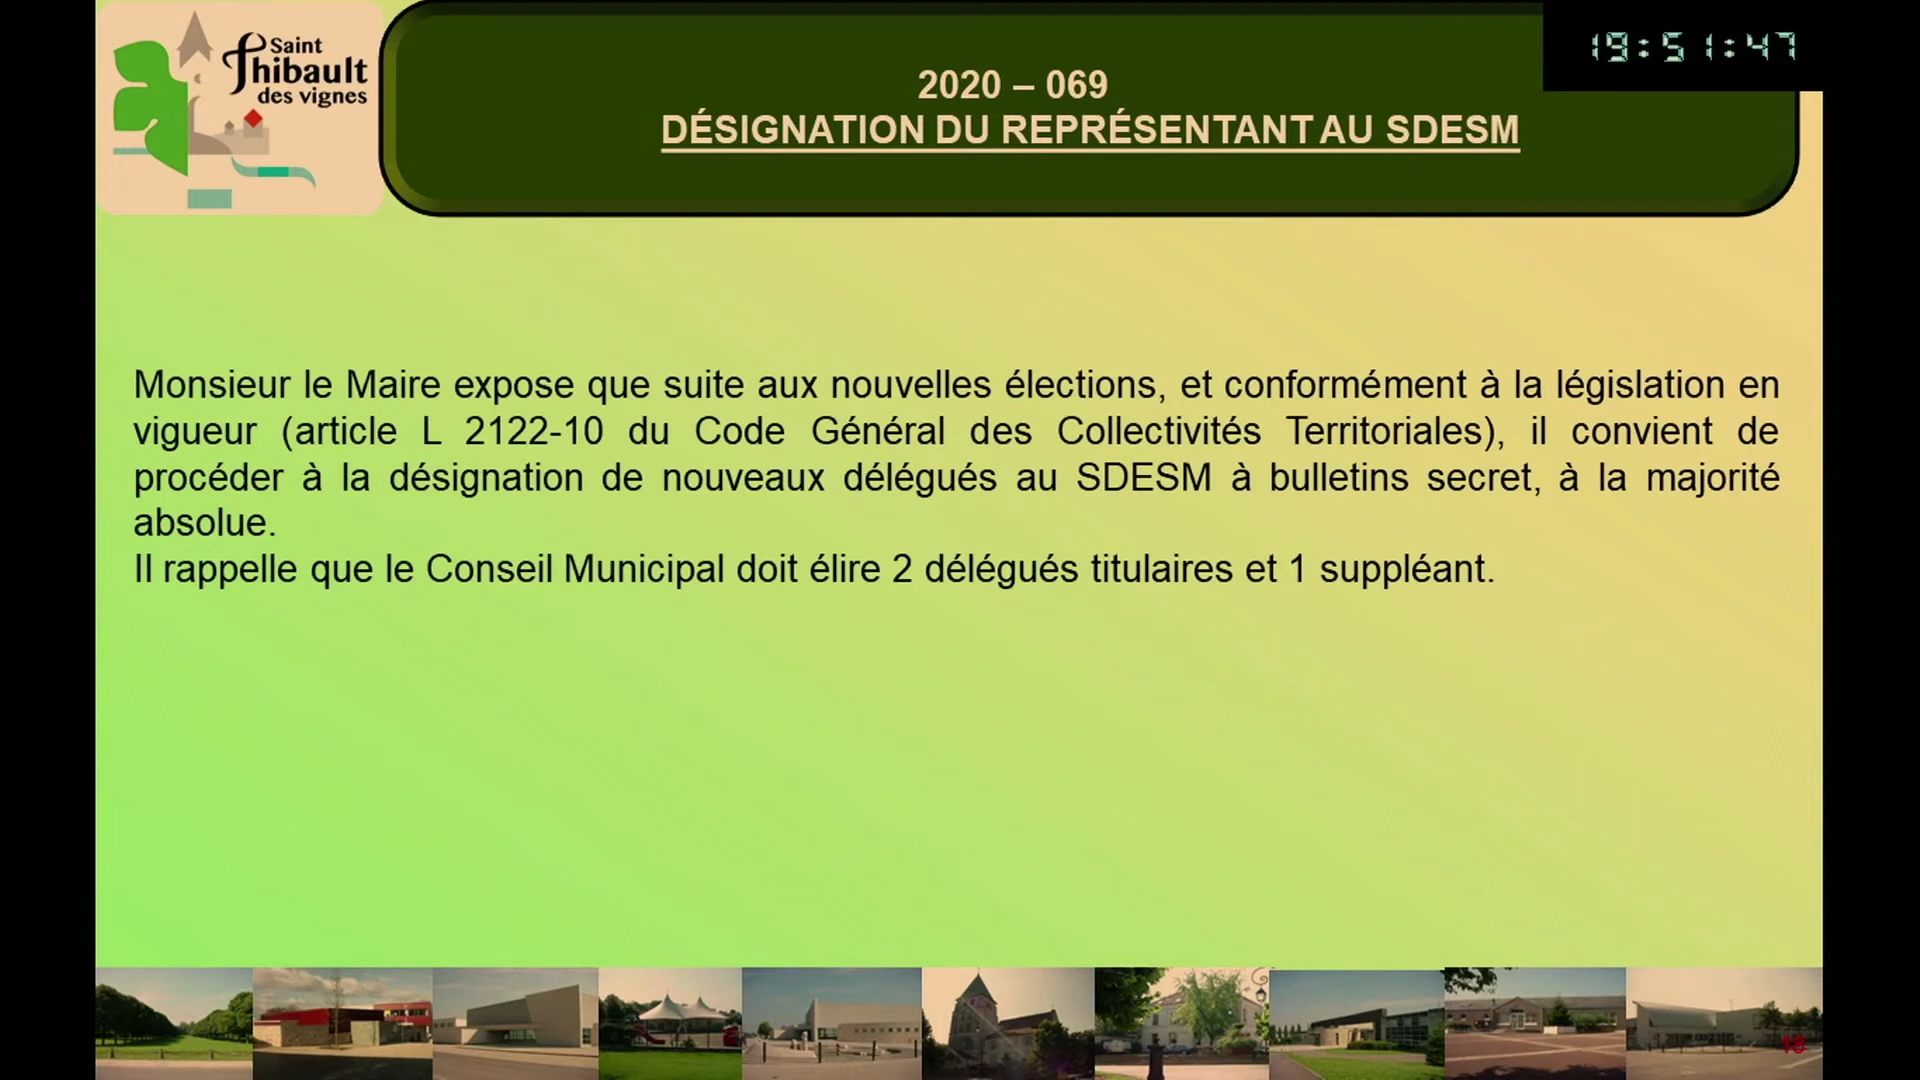 Saint
Thibault
des vignes
2020 – 069
DÉSIGNATION DU REPRÉSENTANT AU SDESM
19:51:47
Monsieur le Maire expose que suite aux nouvelles élections, et conformément à la législation en
vigueur (article L 2122-10 du Code Général des Collectivités Territoriales), il convient de
procéder à la désignation de nouveaux délégués au SDESM à bulletins secret, à la majorité
absolue.
Il rappelle que le Conseil Municipal doit élire 2 délégués titulaires et 1 suppléant.
18